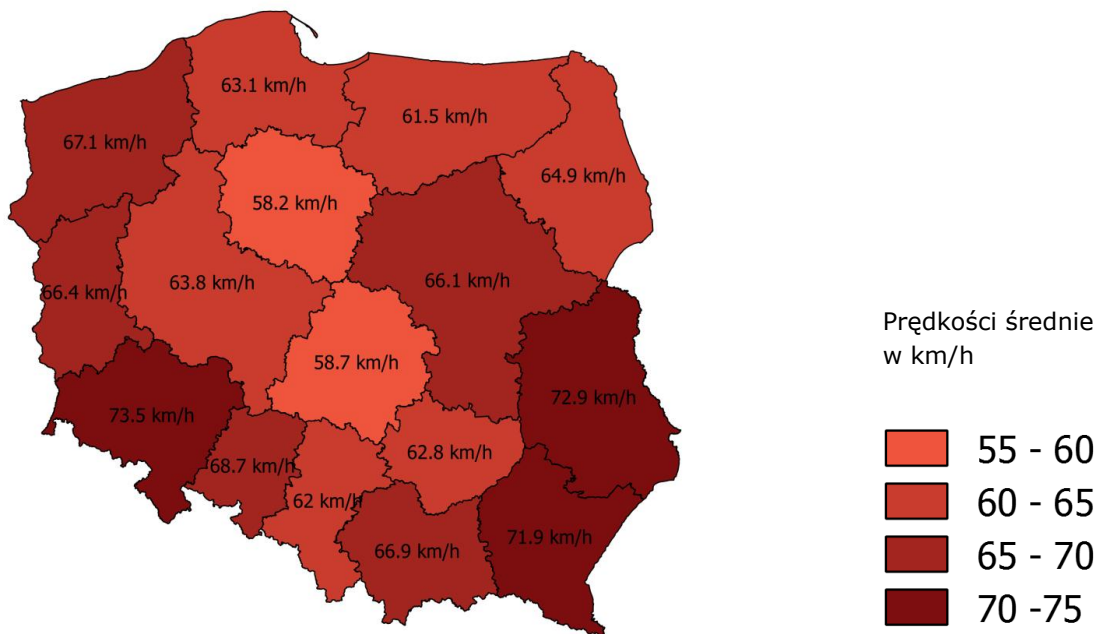 63.1 km/h
61.5 km/h
67.1 km/h
64.9 km/h
58.2 km/h
63.8 km/h
66.1 km/h
66.4 km/h
58.7 km/h
72.9 km/h
73.5 km/h
62.8 km/h
68.7 km/h
62 km/h
71.9 km/h
66.9 km/h
Prędkości średnie
w km/h
55 - 60
60 - 65
65 - 70
70 -75